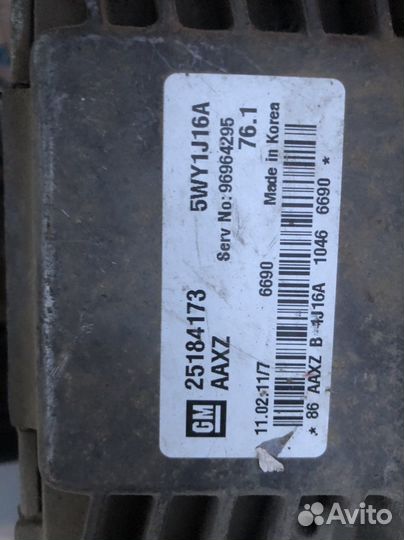 GM 25184173 5WY1J16A
AAXZ Serv No: 96964295
76.1
11.02.11/7 6690 Made in Korea
* 86 AAXZ B 4J16A 1046 6690 *
Avito